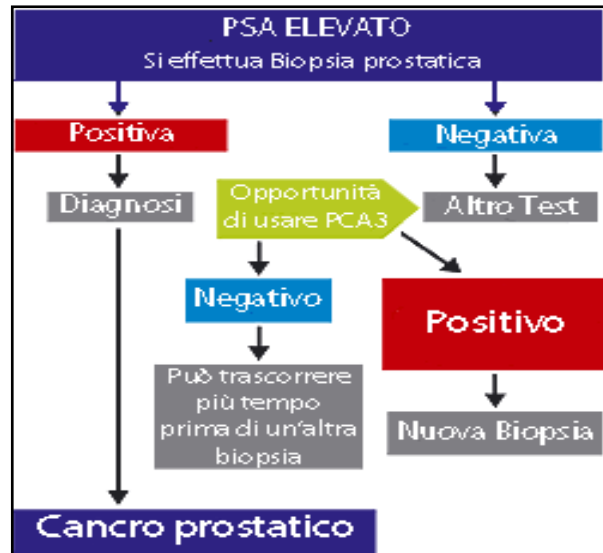 PSA ELEVATO
Si effettua Biopsia prostatica
Positiva
Negativa
Diagnosi
Opportunità
di usare PCA3
Altro Test
Negativo
Positivo
Può trascorrere
più tempo
prima di un'altra
biopsia
Nuova Biopsia
Cancro prostatico